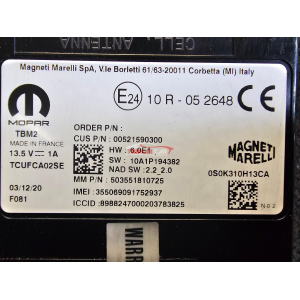 CELL. ANTENNA
Magneti Marelli SpA, V.le Borletti 61/63-20011 Corbetta (MI) Italy
E24 10 R - 05 2648 CE
MOPAR
TBM2
MADE IN FRANCE
13.5 V ⎓ 1A
TCUFCA02SE
03/12/20
F081
ORDER P/N :
CUS P/N : 00521590300
HW : 6.0E1
SW : 10A1P194382
NAD SW : 2.2_2.0
MM P/N : 503551810725
IMEI : 355069091752937
ICCID : 8988247000203783825
MAGNETI
MARELLI
0S0K310H13CA
N02
WARR